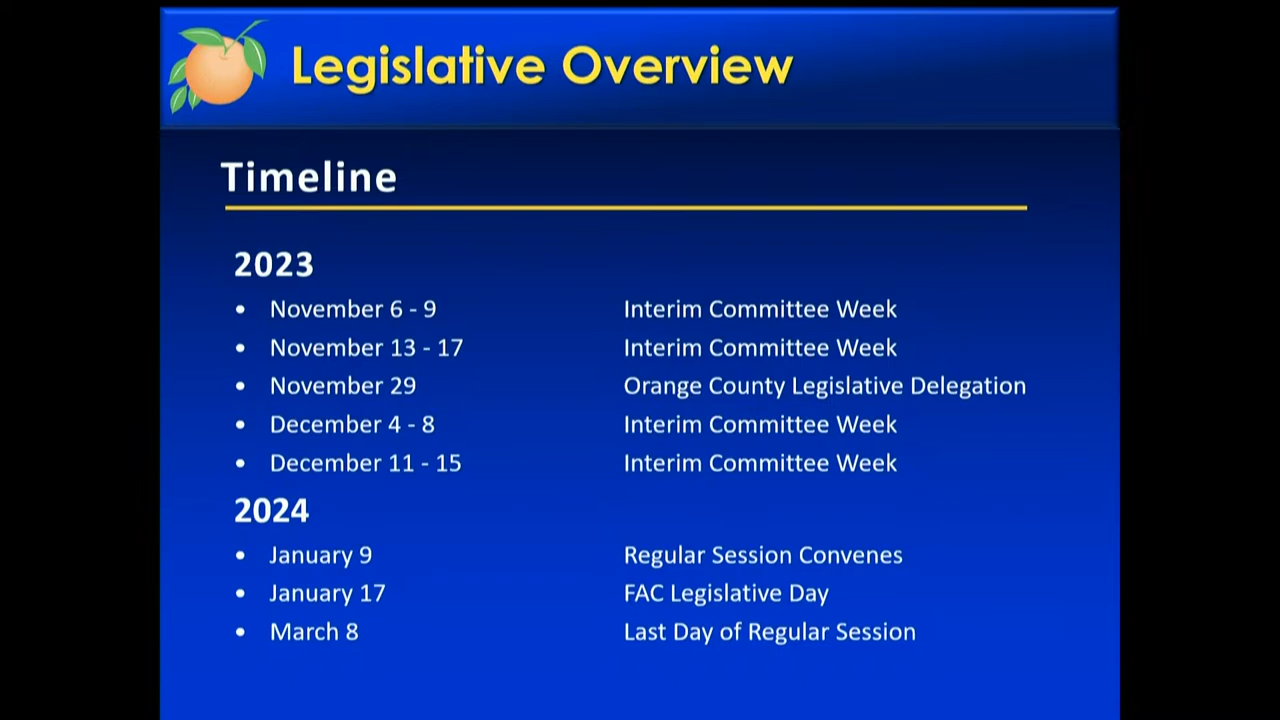 Legislative Overview
Timeline
2023
• November 6 - 9 Interim Committee Week
• November 13 - 17 Interim Committee Week
• November 29 Orange County Legislative Delegation
• December 4 - 8 Interim Committee Week
• December 11 - 15 Interim Committee Week
2024
• January 9 Regular Session Convenes
• January 17 FAC Legislative Day
• March 8 Last Day of Regular Session